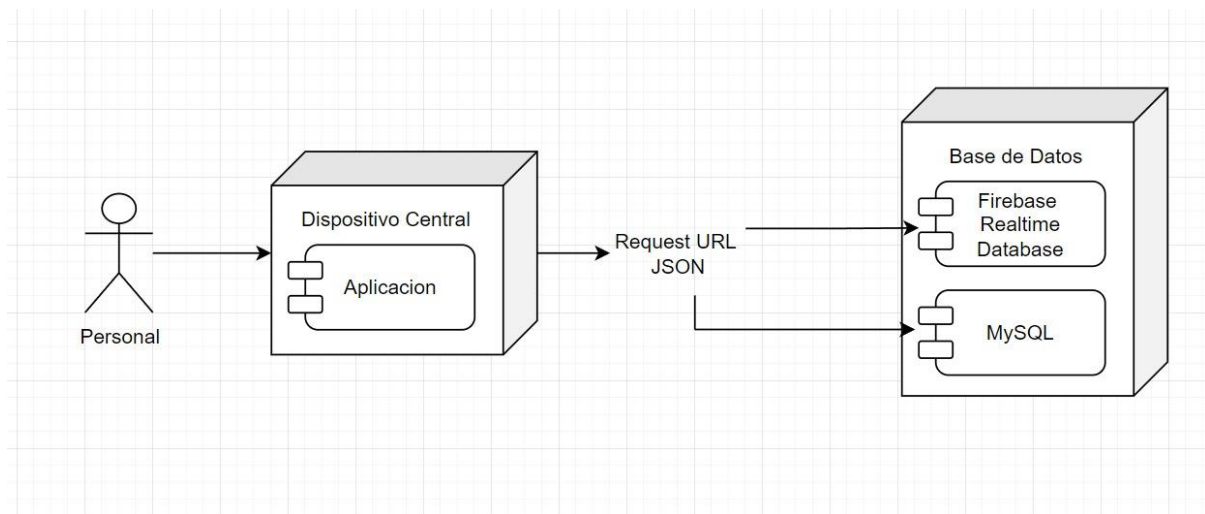 Personal
Dispositivo Central
Aplicacion
Request URL
JSON
Base de Datos
Firebase
Realtime
Database
MySQL